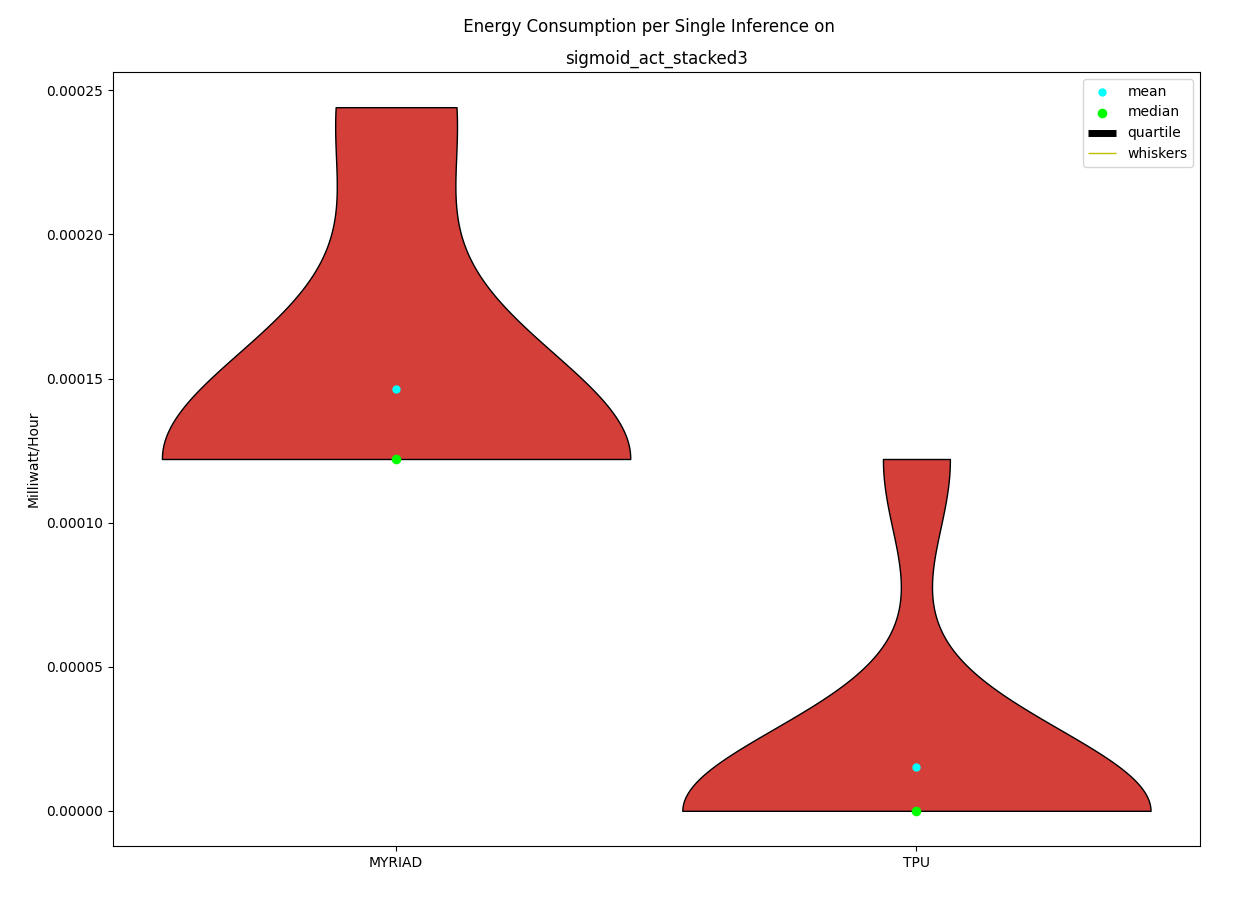 Energy Consumption per Single Inference on
sigmoid_act_stacked3
mean
median
quartile
whiskers
Milliwatt/Hour
0.00025
0.00020
0.00015
0.00010
0.00005
0.00000
MYRIAD
TPU